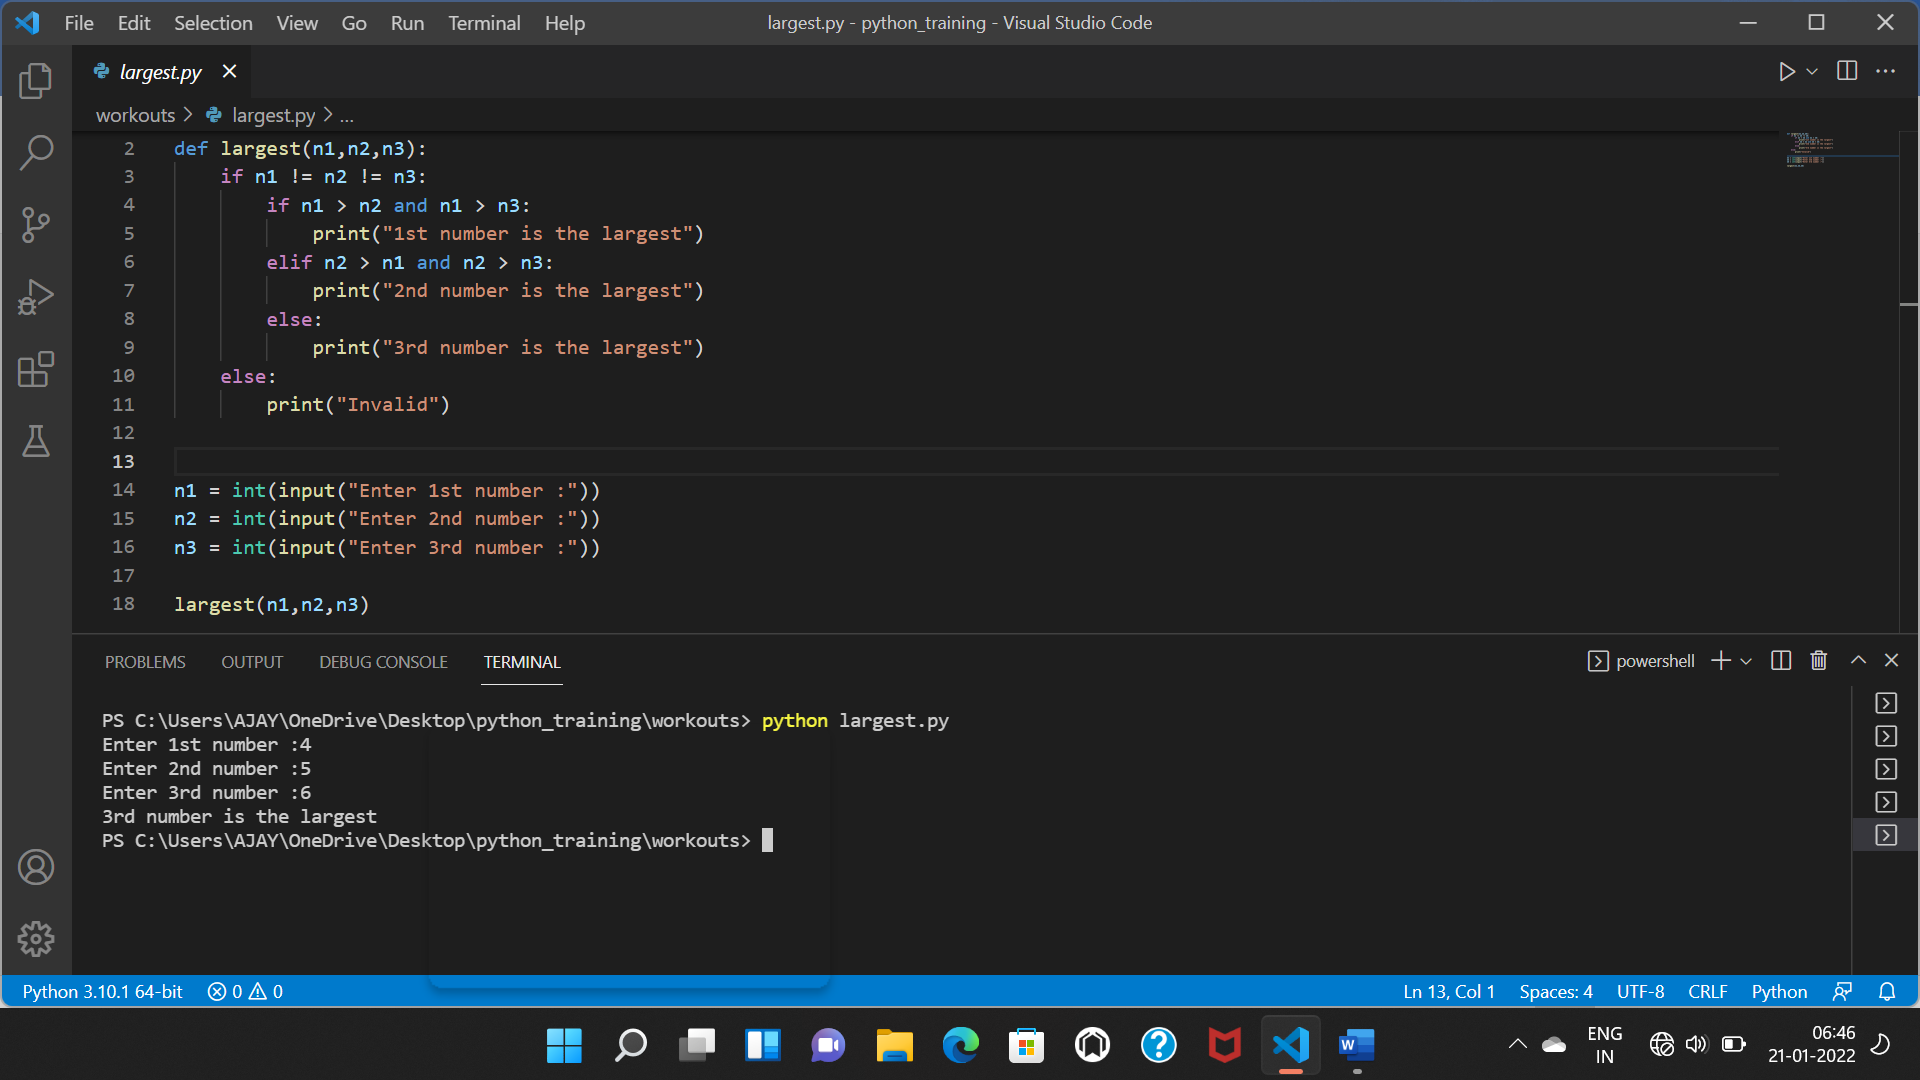 File Edit Selection View Go Run Terminal Help largest.py - python_training - Visual Studio Code
largest.py
workouts > largest.py > ...
2 def largest(n1,n2,n3):
3     if n1 != n2 != n3:
4         if n1 > n2 and n1 > n3:
5             print("1st number is the largest")
6         elif n2 > n1 and n2 > n3:
7             print("2nd number is the largest")
8         else:
9             print("3rd number is the largest")
10     else:
11         print("Invalid")
12
13
14 n1 = int(input("Enter 1st number :"))
15 n2 = int(input("Enter 2nd number :"))
16 n3 = int(input("Enter 3rd number :"))
17
18 largest(n1,n2,n3)
PROBLEMS OUTPUT DEBUG CONSOLE TERMINAL powershell
PS C:\Users\AJAY\OneDrive\Desktop\python_training\workouts> python largest.py
Enter 1st number :4
Enter 2nd number :5
Enter 3rd number :6
3rd number is the largest
PS C:\Users\AJAY\OneDrive\Desktop\python_training\workouts>
Python 3.10.1 64-bit 0 0 Ln 13, Col 1 Spaces: 4 UTF-8 CRLF Python
W ENG 06:46
IN 21-01-2022